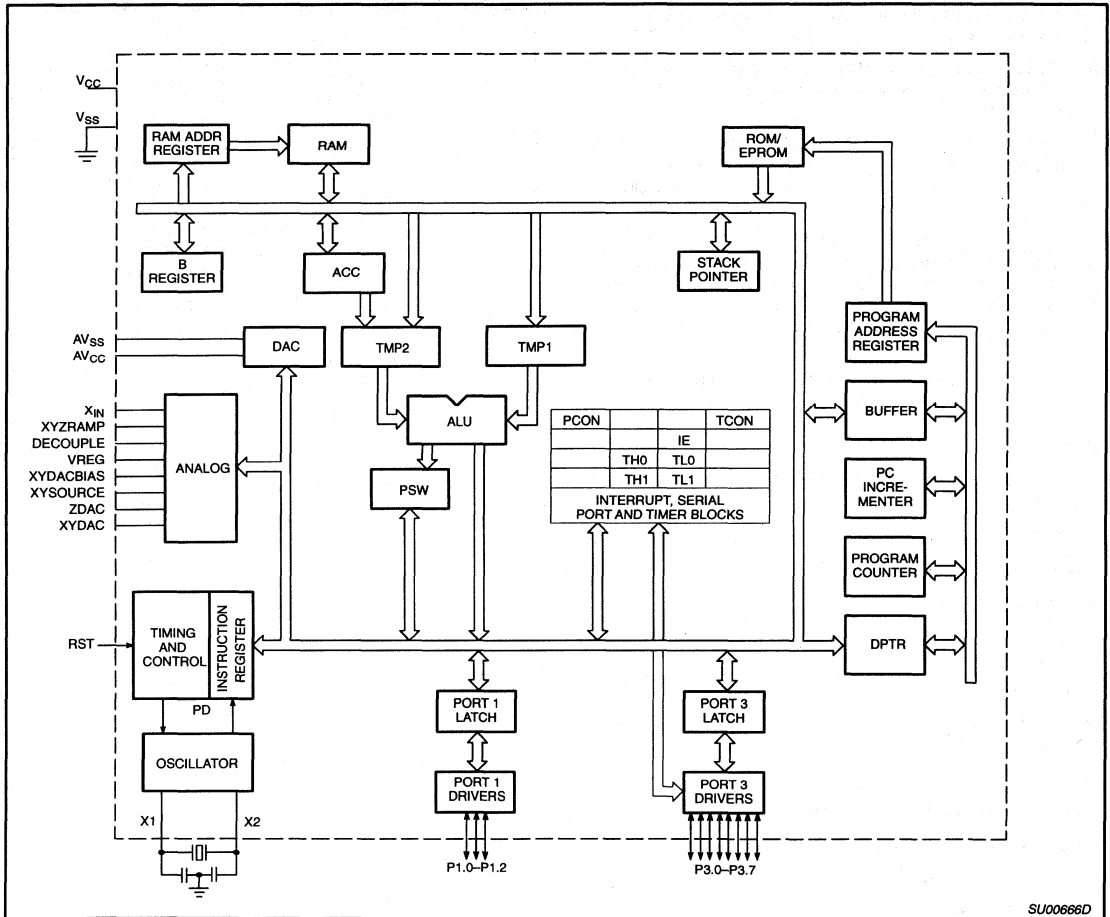 VCC
VSS
RAM ADDR
REGISTER
RAM
ROM/
EPROM
B
REGISTER
ACC
STACK
POINTER
PROGRAM
ADDRESS
REGISTER
AVSS
AVCC
DAC
TMP2
TMP1
BUFFER
XIN
XYZRAMP
DECOUPLE
VREG
XYDACBIAS
XYSOURCE
ZDAC
XYDAC
ANALOG
ALU
PSW
PCON
TCON
IE
TH0
TL0
TH1
TL1
INTERRUPT, SERIAL
PORT AND TIMER BLOCKS
PC
INCRE-
MENTER
PROGRAM
COUNTER
RST
TIMING
AND
CONTROL
INSTRUCTION
REGISTER
DPTR
PD
OSCILLATOR
PORT 1
LATCH
PORT 3
LATCH
PORT 1
DRIVERS
PORT 3
DRIVERS
X1
X2
P1.0–P1.2
P3.0–P3.7
SU00666D